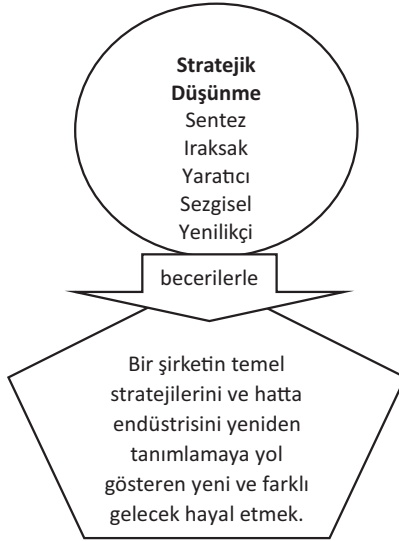 Stratejik
Düşünme
Sentez
Iraksak
Yaratıcı
Sezgisel
Yenilikçi
becerilerle
Bir şirketin temel
stratejilerini ve hatta
endüstrisini yeniden
tanımlamaya yol
gösteren yeni ve farklı
gelecek hayal etmek.